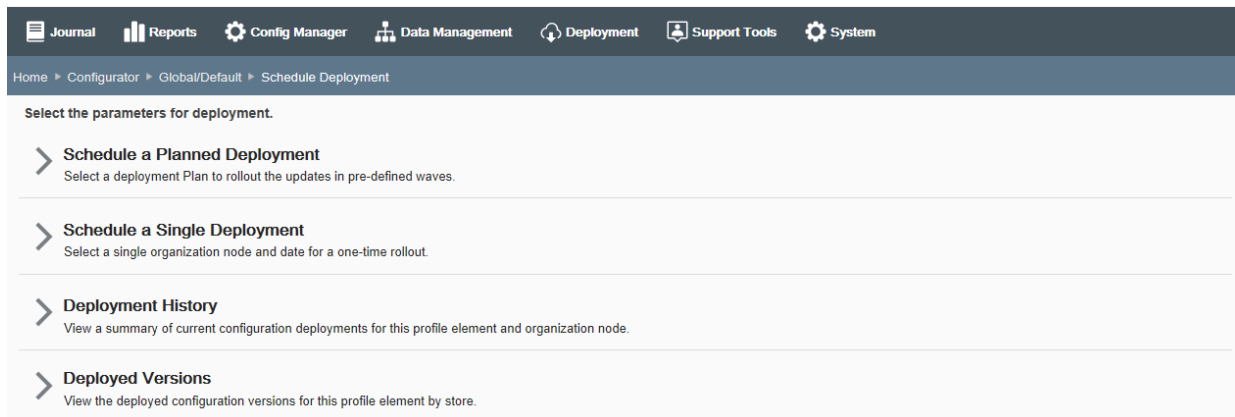 Journal Reports Config Manager Data Management Deployment Support Tools System
Home ▸ Configurator ▸ Global/Default ▸ Schedule Deployment
Select the parameters for deployment.
Schedule a Planned Deployment
Select a deployment Plan to rollout the updates in pre-defined waves.
Schedule a Single Deployment
Select a single organization node and date for a one-time rollout.
Deployment History
View a summary of current configuration deployments for this profile element and organization node.
Deployed Versions
View the deployed configuration versions for this profile element by store.